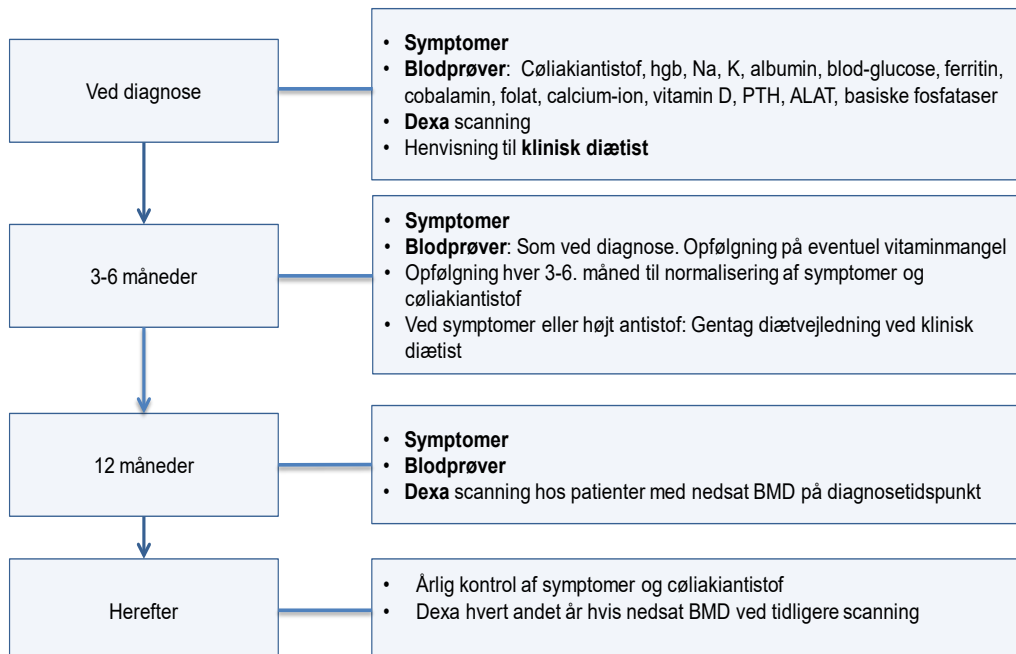 Ved diagnose
• Symptomer
• Blodprøver: Cøliakiantistof, hgb, Na, K, albumin, blod-glucose, ferritin,
cobalamin, folat, calcium-ion, vitamin D, PTH, ALAT, basiske fosfataser
• Dexa scanning
• Henvisning til klinisk diætist
3-6 måneder
• Symptomer
• Blodprøver: Som ved diagnose. Opfølgning på eventuel vitaminmangel
• Opfølgning hver 3-6. måned til normalisering af symptomer og
cøliakiantistof
• Ved symptomer eller højt antistof: Gentag diætvejledning ved klinisk
diætist
12 måneder
• Symptomer
• Blodprøver
• Dexa scanning hos patienter med nedsat BMD på diagnosetidspunkt
Herefter
• Årlig kontrol af symptomer og cøliakiantistof
• Dexa hvert andet år hvis nedsat BMD ved tidligere scanning